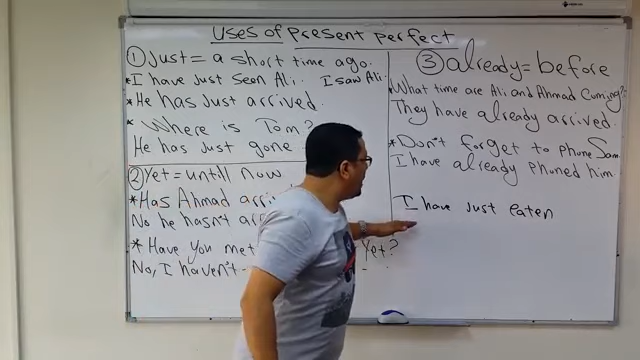 uses of present perfect
① Just = a short time ago.
* I have just seen Ali. I saw Ali.
* He has just arrived.
* Where is Tom?
He has just gone
② Yet = untill now
* Has Ahmad arri
No he hasn't arr
* Have you met Yet?
No, I haven't
③ already = before
What time are Ali and Ahmad Cuming?
They have already arrived.
* Don't forget to phone Sam
I have already phoned him.
I have just eaten